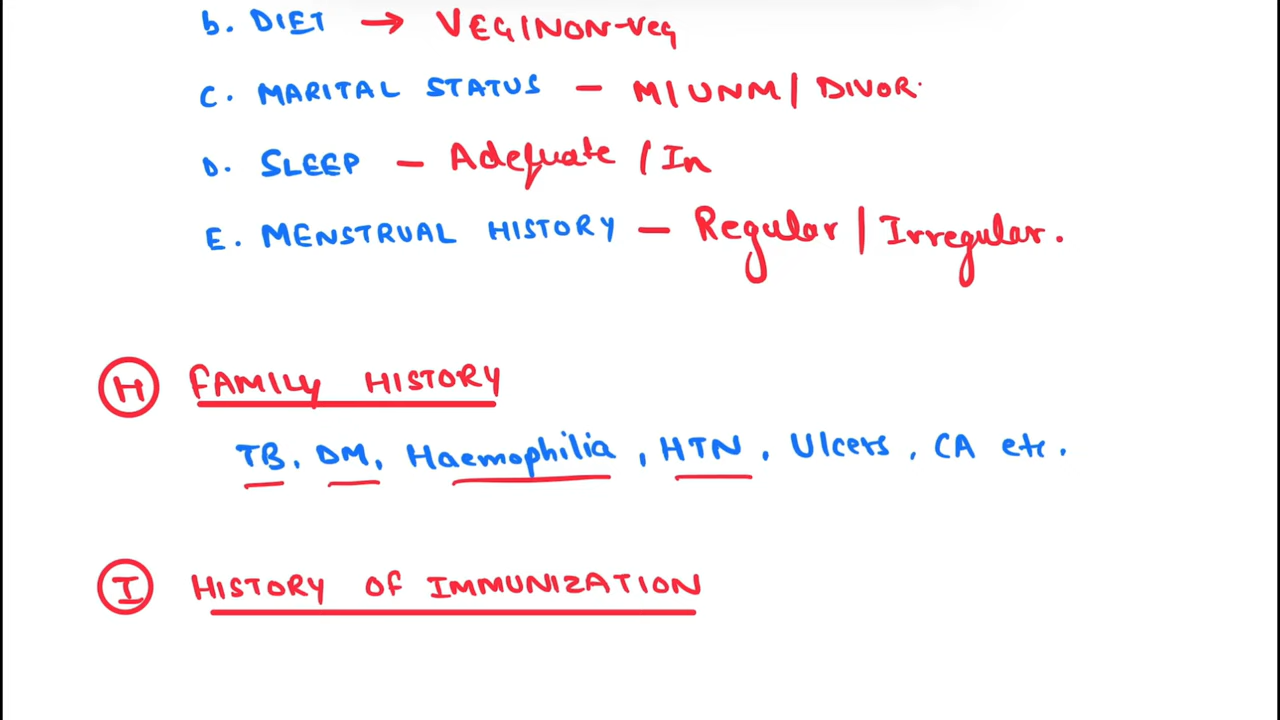 b. DIET → VEG/NON-Veg
C. MARITAL STATUS - M/UNM/DIVOR.
D. SLEEP - Adequate / In
E. MENSTRUAL HISTORY - Regular / Irregular.
H FAMILY HISTORY
TB, DM, Haemophilia, HTN, Ulcers, CA etc.
I HISTORY OF IMMUNIZATION